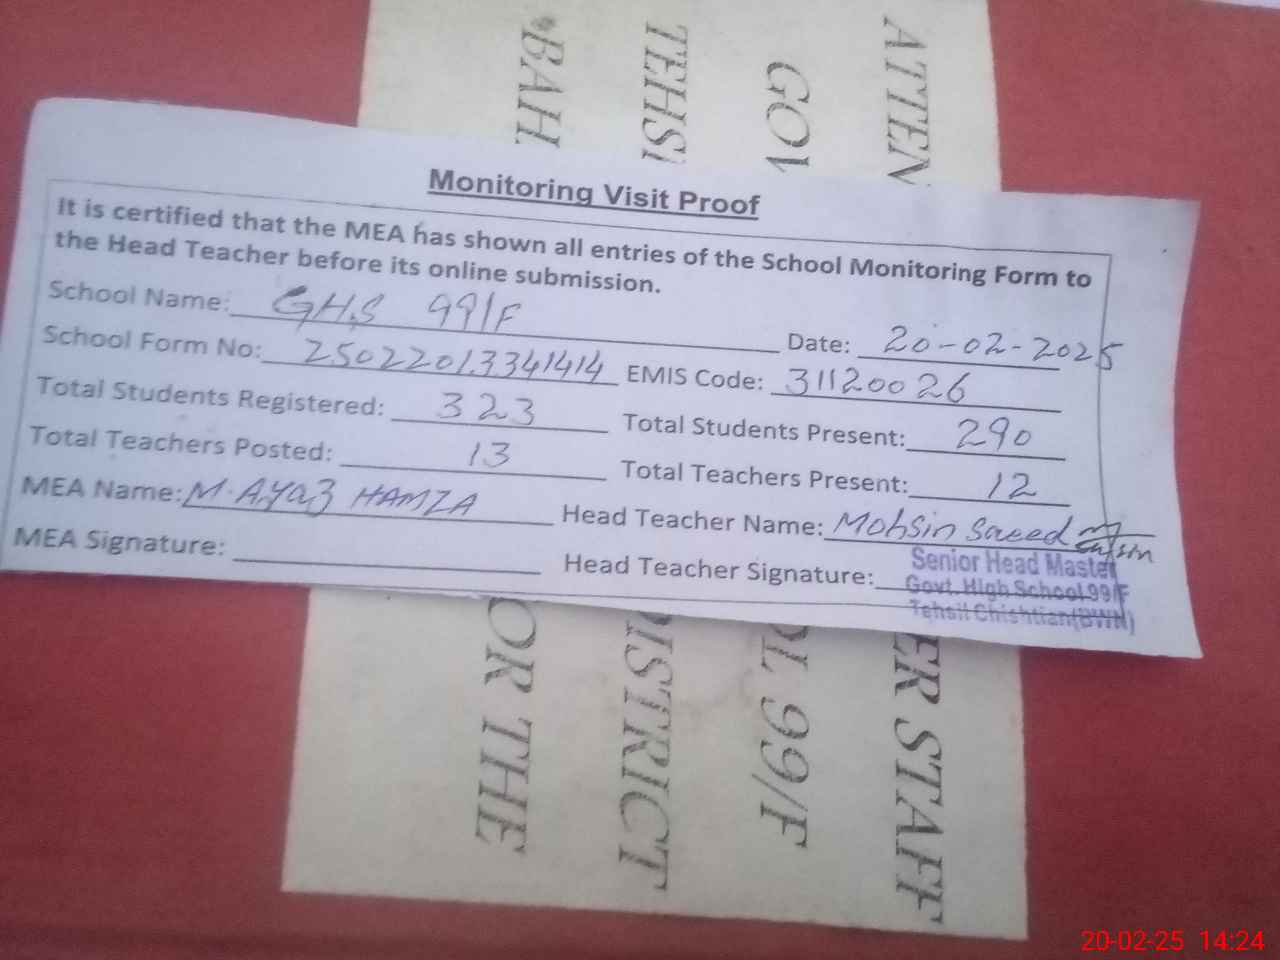 ATTEN
GOV
TEHSI
BAH
Monitoring Visit Proof
It is certified that the MEA has shown all entries of the School Monitoring Form to
the Head Teacher before its online submission.
School Name: GHS 99/F Date: 20-02-2025
School Form No: 25022013341414 EMIS Code: 31120026
Total Students Registered: 323 Total Students Present: 290
Total Teachers Posted: 13 Total Teachers Present: 12
MEA Name: M. AYAZ HAMZA Head Teacher Name: Mohsin Saeed
MEA Signature: Head Teacher Signature:
Senior Head Master
Govt. High School 99/F
Tehsil Chishtian (BWN)
ER STAFF
OL 99/F
DISTRICT
OR THE
20-02-25 14:24